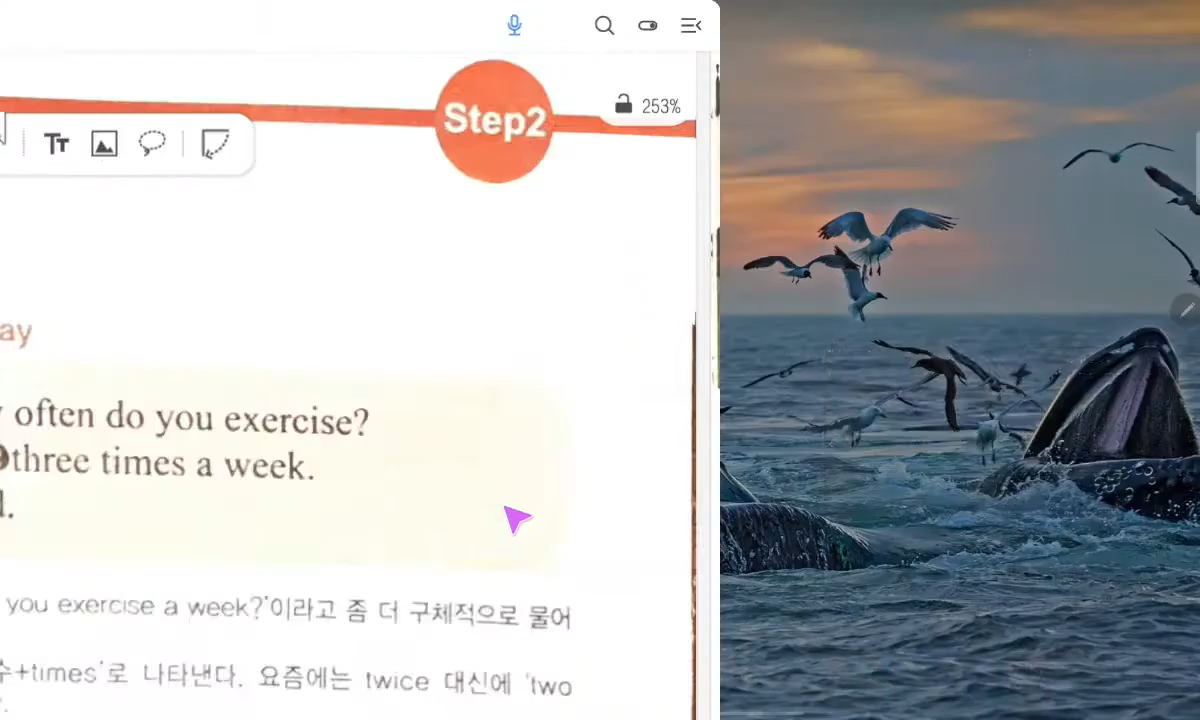 Step2
253%
Tт
ay
often do you exercise?
three times a week.
d.
you exercise a week?'이라고 좀 더 구체적으로 물어
수+times'로 나타낸다. 요즘에는 twice 대신에 'two